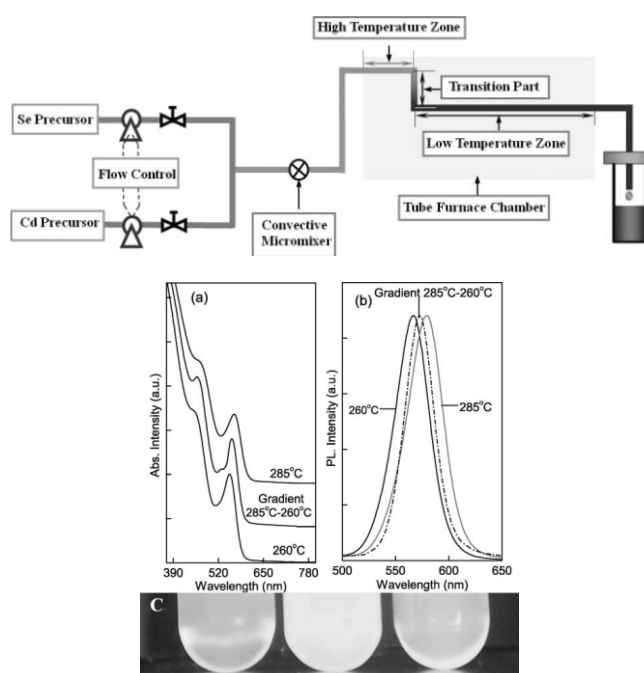 High Temperature Zone
Transition Part
Se Precursor
Low Temperature Zone
Flow Control
Tube Furnace Chamber
Cd Precursor
Convective
Micromixer
(a)
(b)
Gradient 285°C-260°C
260°C
285°C
285°C
Gradient
285°C-260°C
260°C
Abs. Intensity (a.u.)
PL. Intensity (a.u.)
390 520 650 780
Wavelength (nm)
500 550 600 650
Wavelength (nm)
C